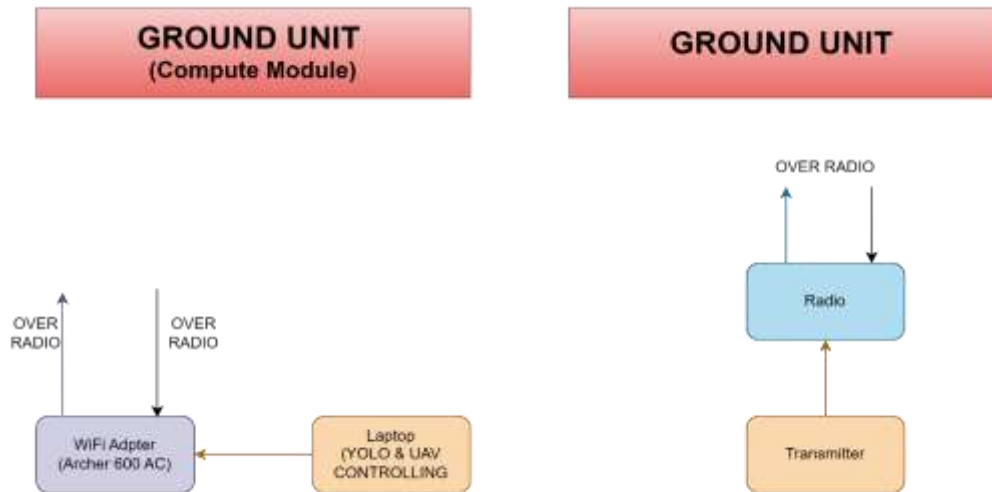 GROUND UNIT
(Compute Module)
GROUND UNIT
OVER RADIO
Radio
OVER
RADIO
OVER
RADIO
WiFi Adpter
(Archer 600 AC)
Laptop
(YOLO & UAV
CONTROLLING
Transmitter